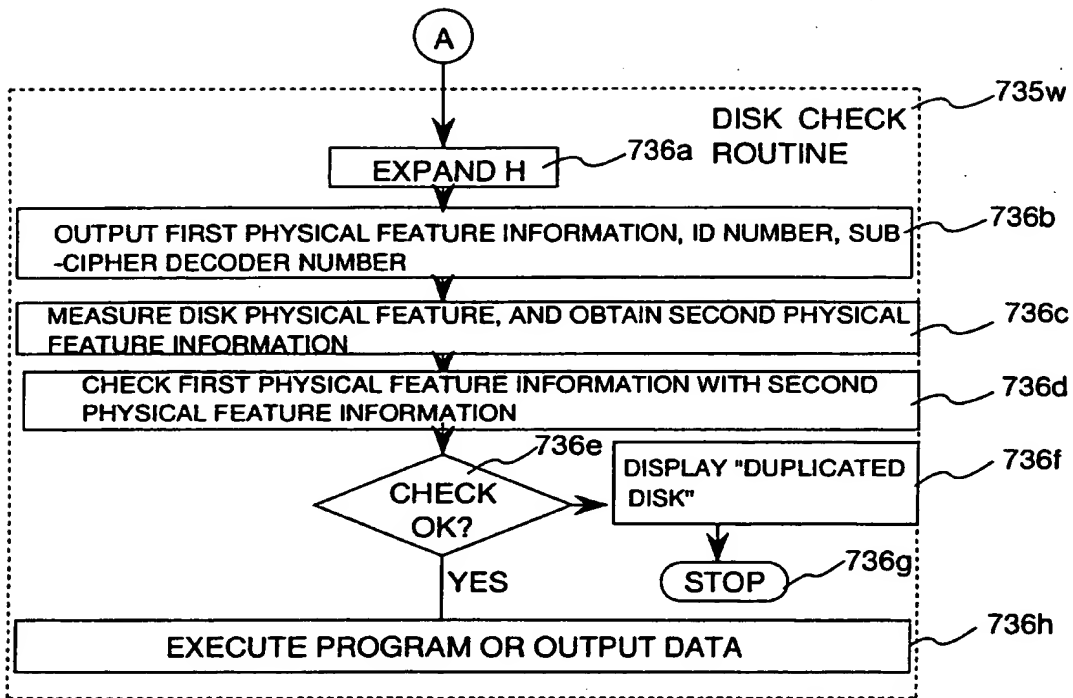 A
735w
DISK CHECK
ROUTINE
736a
EXPAND H
736b
OUTPUT FIRST PHYSICAL FEATURE INFORMATION, ID NUMBER, SUB
-CIPHER DECODER NUMBER
736c
MEASURE DISK PHYSICAL FEATURE, AND OBTAIN SECOND PHYSICAL
FEATURE INFORMATION
736d
CHECK FIRST PHYSICAL FEATURE INFORMATION WITH SECOND
PHYSICAL FEATURE INFORMATION
736e
CHECK
OK?
736f
DISPLAY "DUPLICATED
DISK"
736g
STOP
YES
736h
EXECUTE PROGRAM OR OUTPUT DATA